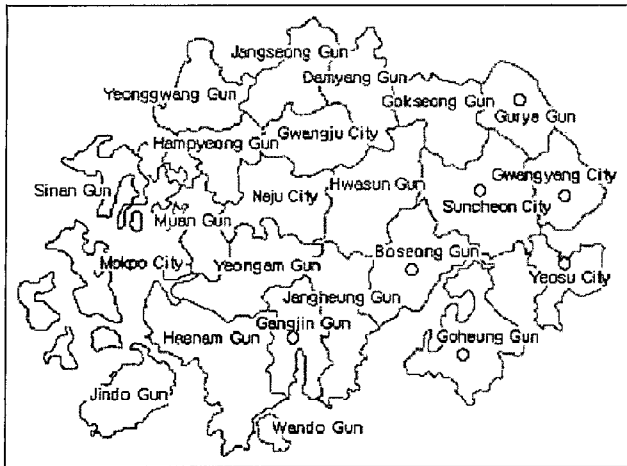 Jangseong Gun
Damyang Gun
Yeonggwang Gun
Gokseong Gun
Gurye Gun
Hampyeong Gun
Gwangju City
Sinan Gun
Naju City
Hwasun Gun
Gwangyang City
Suncheon City
Muan Gun
Mokpo City
Yeongam Gun
Boseong Gun
Yeosu City
Jangheung Gun
Gangjin Gun
Haenam Gun
Goheung Gun
Jindo Gun
Wando Gun